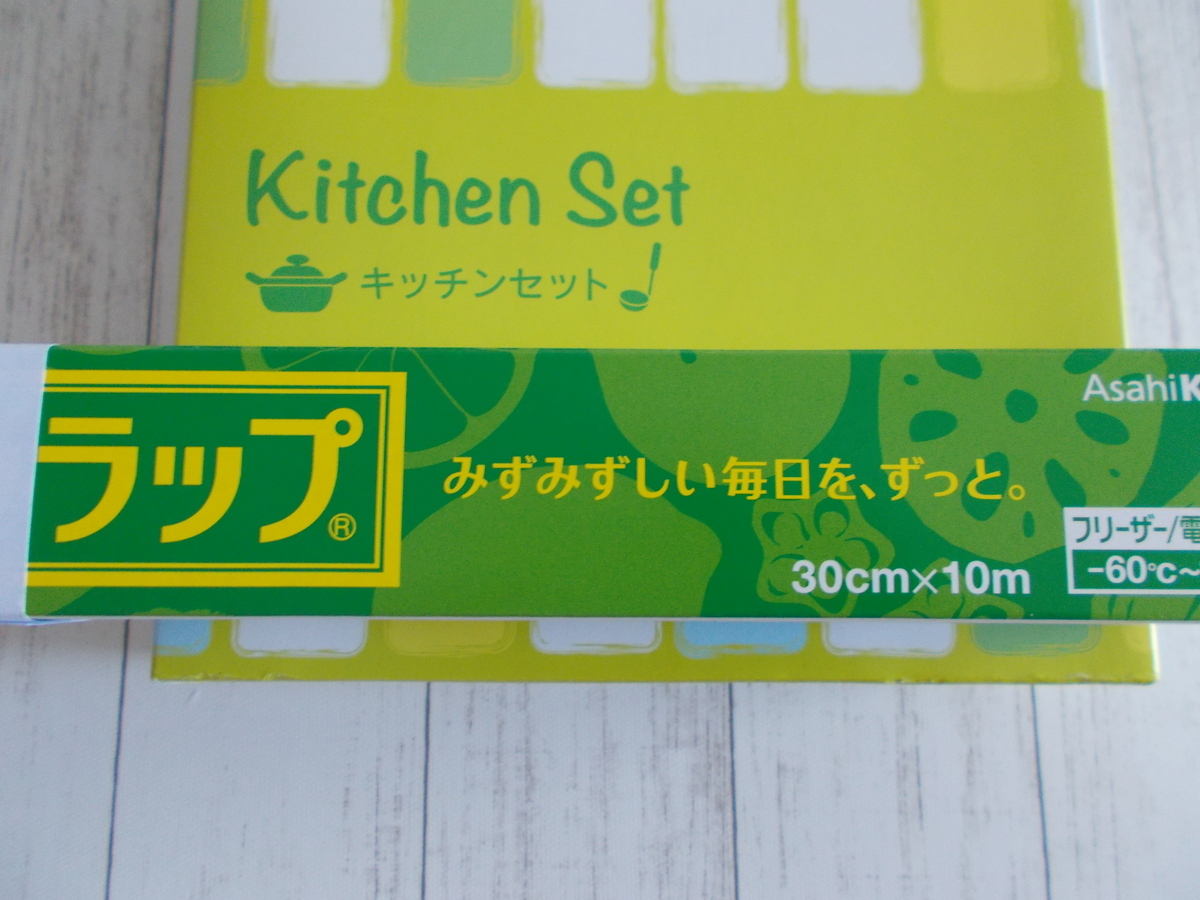 Kitchen Set
キッチンセット
AsahiK
ラップ®
みずみずしい毎日を、ずっと。
フリーザー/電
30cm×10m
-60℃~